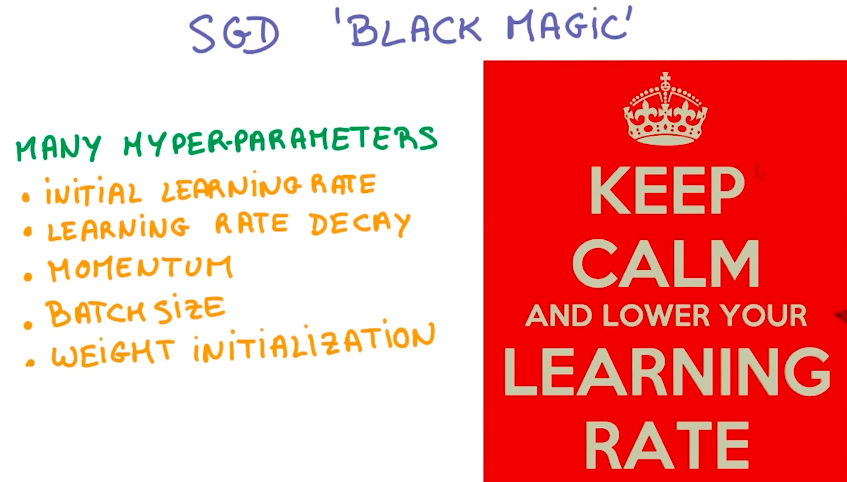 SGD 'BLACK MAGIC'
MANY HYPER-PARAMETERS
• INITIAL LEARNING RATE
• LEARNING RATE DECAY
• MOMENTUM
• BATCH SIZE
• WEIGHT INITIALIZATION
KEEP
CALM
AND LOWER YOUR
LEARNING
RATE